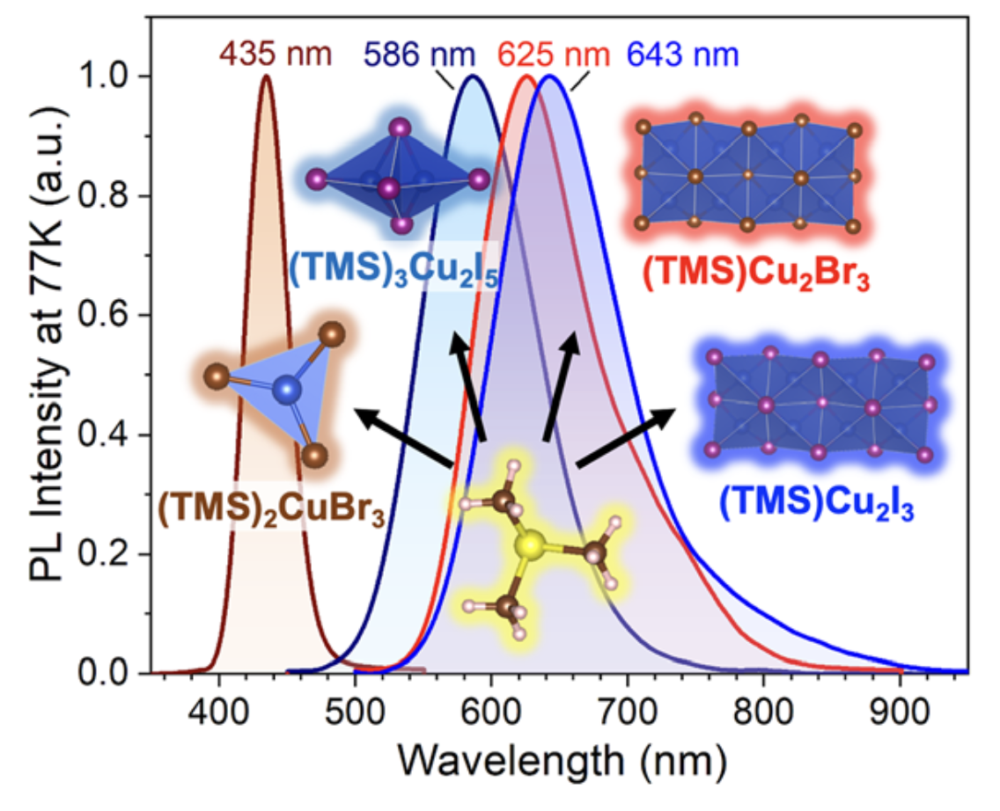 435 nm 586 nm 625 nm 643 nm
1.0
0.8
0.6
0.4
0.2
0.0
PL Intensity at 77K (a.u.)
(TMS)₃Cu₂I₅
(TMS)Cu₂Br₃
(TMS)₂CuBr₃
(TMS)Cu₂I₃
400 500 600 700 800 900
Wavelength (nm)